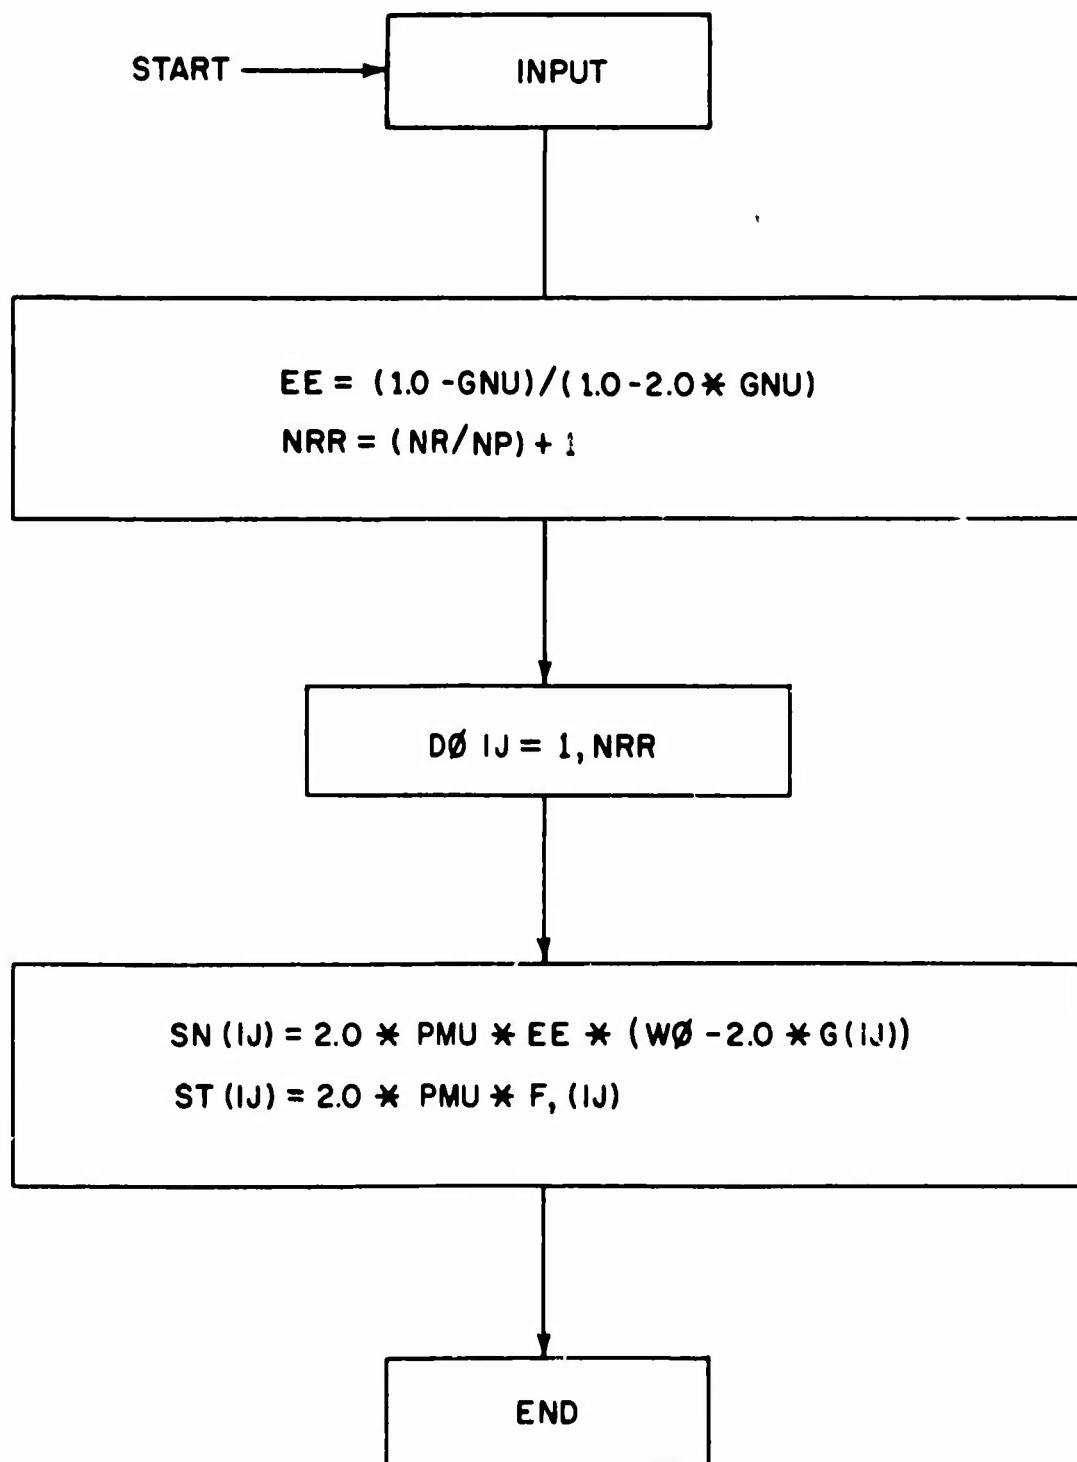 START
INPUT
EE = (1.0 -GNU)/(1.0-2.0* GNU)
NRR = (NR/NP) + 1
DØ IJ = 1, NRR
SN (IJ) = 2.0 * PMU * EE * (WØ -2.0 * G(IJ))
ST (IJ) = 2.0 * PMU * F, (IJ)
END